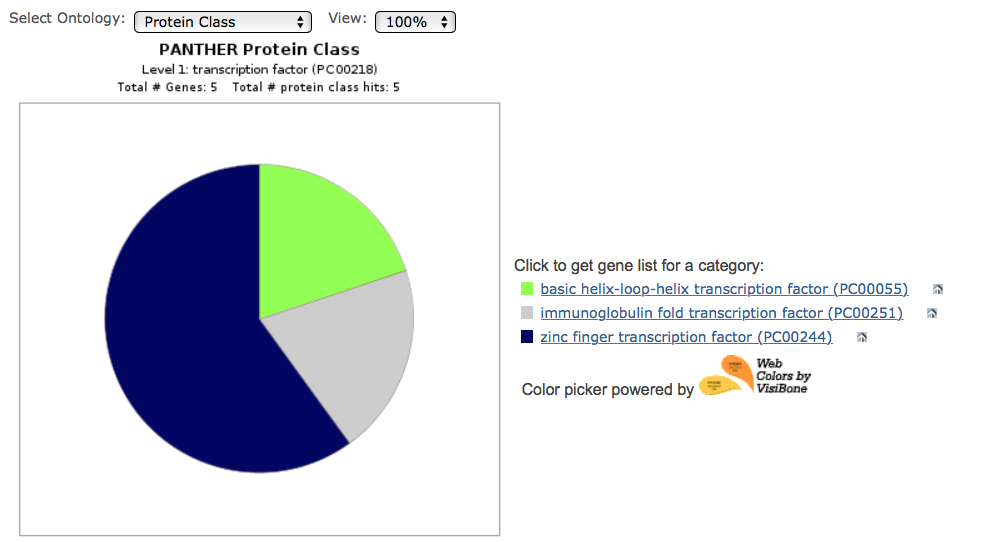 Select Ontology: Protein Class View: 100%
PANTHER Protein Class
Level 1: transcription factor (PC00218)
Total # Genes: 5 Total # protein class hits: 5
Click to get gene list for a category:
basic helix-loop-helix transcription factor (PC00055)
immunoglobulin fold transcription factor (PC00251)
zinc finger transcription factor (PC00244)
Color picker powered by
Web
Colors by
VisiBone